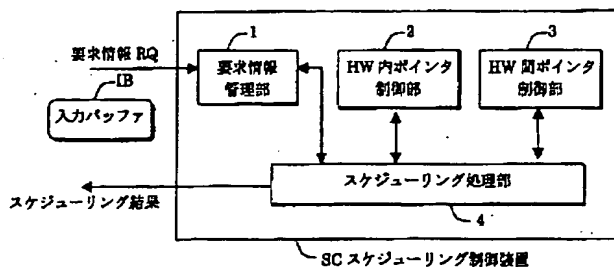 1
2
3
要求情報 RQ
IB
入力バッファ
要求情報
管理部
HW 内ポインタ
制御部
HW 間ポインタ
制御部
スケジューリング処理部
スケジューリング結果
4
SC スケジューリング制御装置